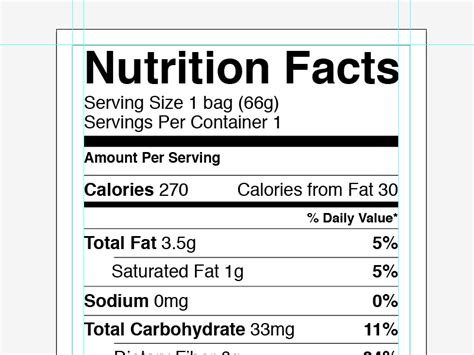 Nutrition Facts
Serving Size 1 bag (66g)
Servings Per Container 1
Amount Per Serving
Calories 270 Calories from Fat 30
% Daily Value*
Total Fat 3.5g 5%
Saturated Fat 1g 5%
Sodium 0mg 0%
Total Carbohydrate 33mg 11%
Dietary Fiber